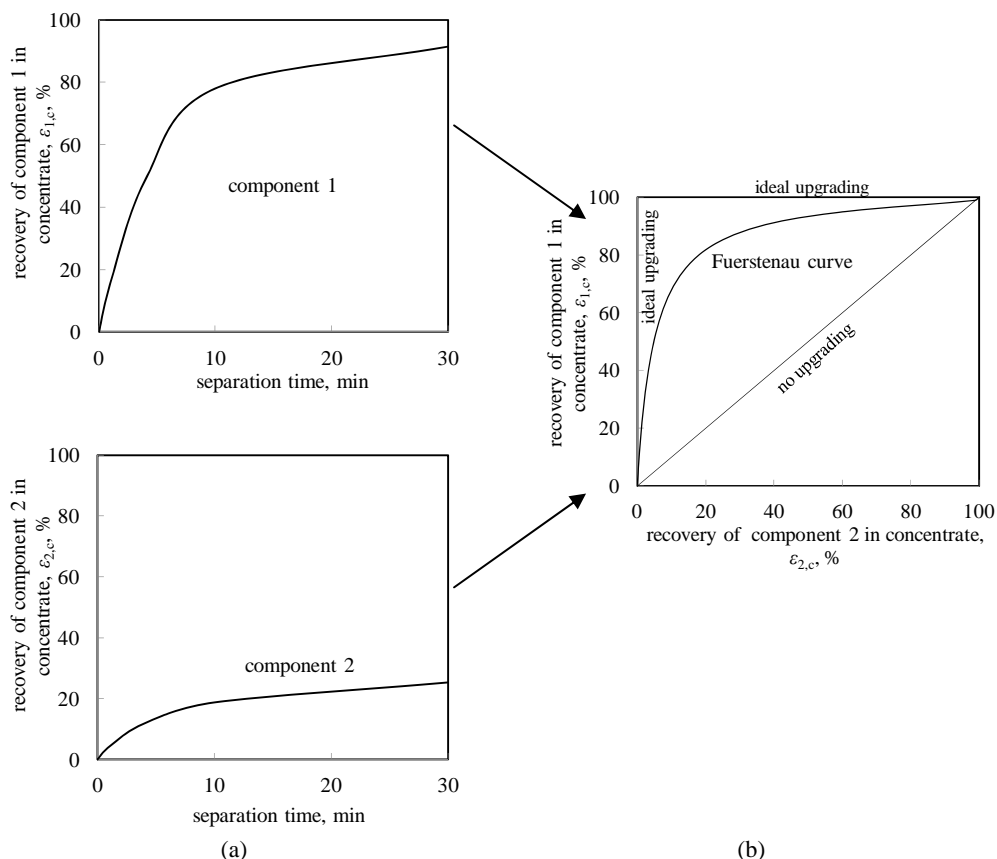 recovery of component 1 in
concentrate, ε1,c, %
100
80
60
40
20
0
component 1
0 10 20 30
separation time, min
recovery of component 2 in
concentrate, ε2,c, %
100
80
60
40
20
0
component 2
0 10 20 30
separation time, min
(a)
recovery of component 1 in
concentrate, ε1,c, %
ideal upgrading
100
80
60
40
20
0
ideal upgrading
Fuerstenau curve
no upgrading
0 20 40 60 80 100
recovery of component 2 in concentrate,
ε2,c, %
(b)